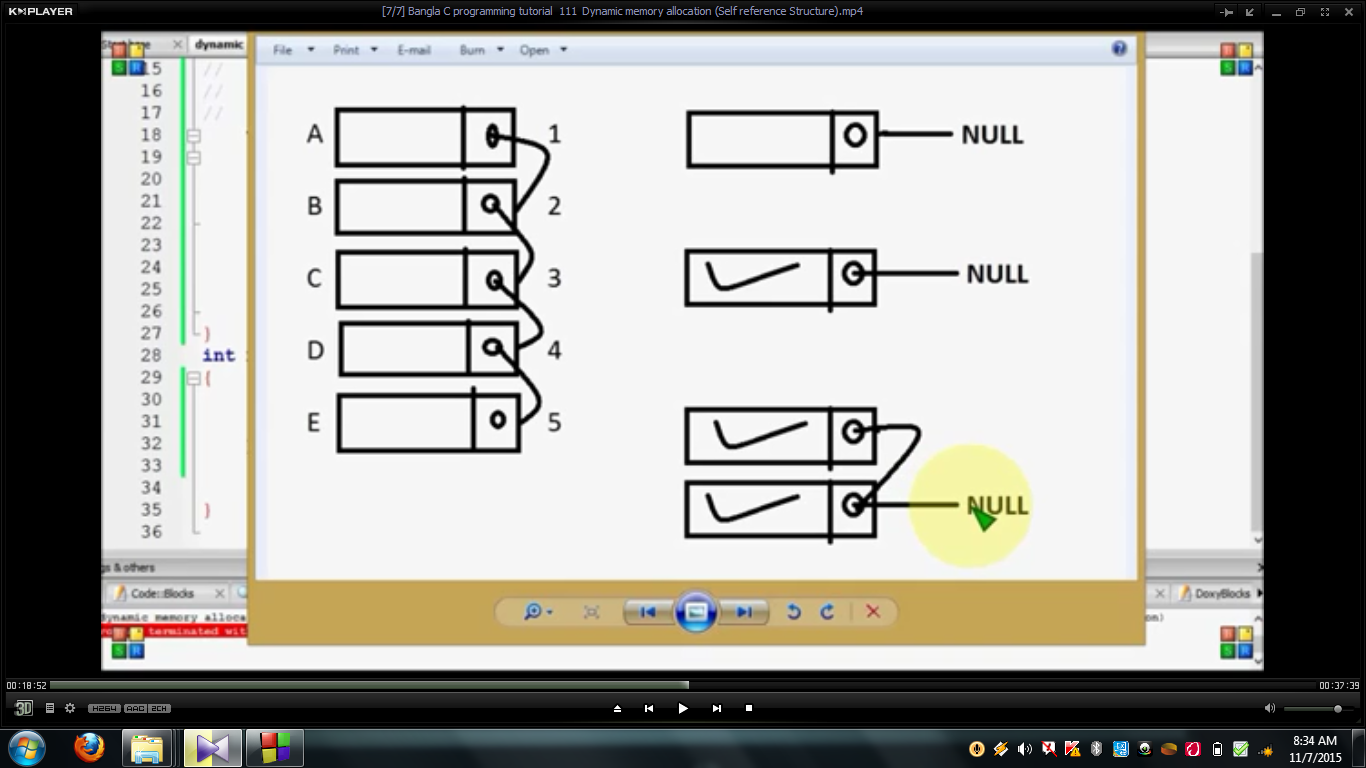 K-MPLAYER
[7/7] Bangla C programming tutorial 111 Dynamic memory allocation (Self reference Structure).mp4
dynamic
File Print E-mail Burn Open
15 //
16 //
17 //
18
19
20
21
22
23
24
25
26
27 }
28 int
29 {
30
31
32
33
34
35 }
36
A 1
B 2
C 3
D 4
E 5
NULL
NULL
NULL
gs & others
Code::Blocks
DoxyBlocks
dynamic memory alloca
terminated wit
00:18:52
00:37:39
3D
H264 AAC 2CH
8:34 AM
11/7/2015